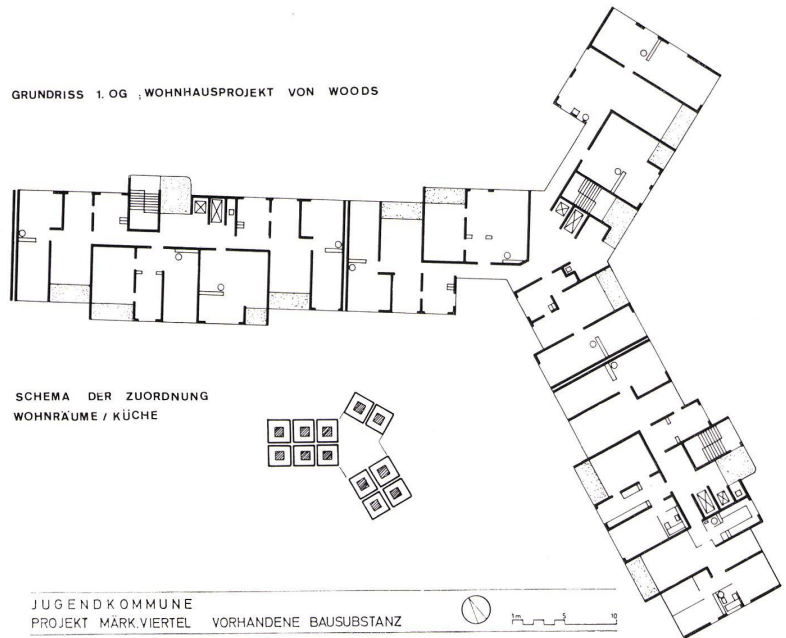 GRUNDRISS 1. OG ; WOHNHAUSPROJEKT VON WOODS
SCHEMA DER ZUORDNUNG
WOHNRÄUME / KÜCHE
JUGENDKOMMUNE
PROJEKT MÄRK.VIERTEL VORHANDENE BAUSUBSTANZ
1m 5 10